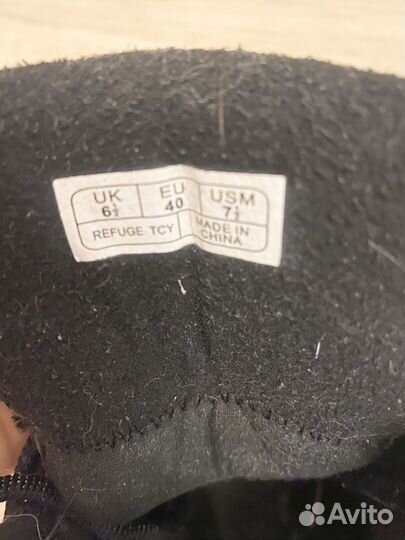 UK EU USM
6½ 40 7½
REFUGE TCY MADE IN
CHINA
Avito